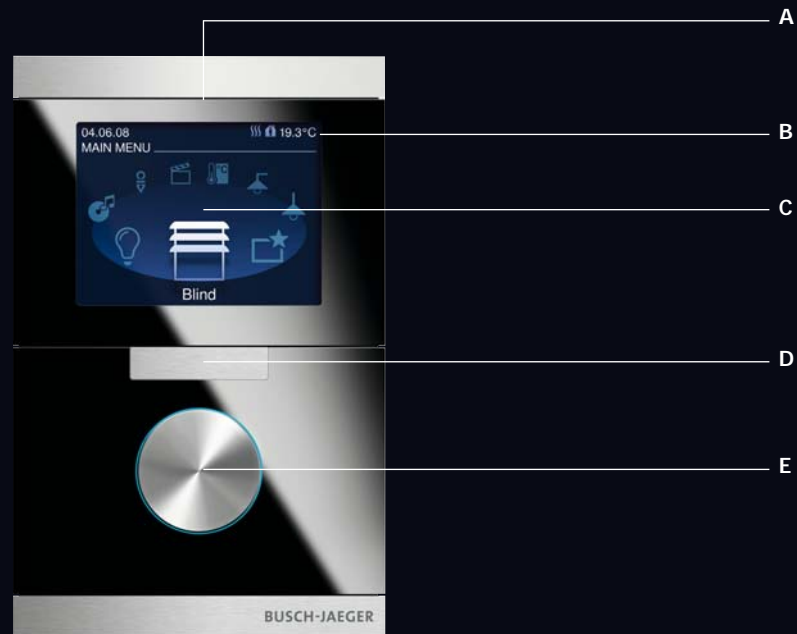 A
04.06.08 19.3°C
B
MAIN MENU
C
Blind
D
E
BUSCH-JAEGER